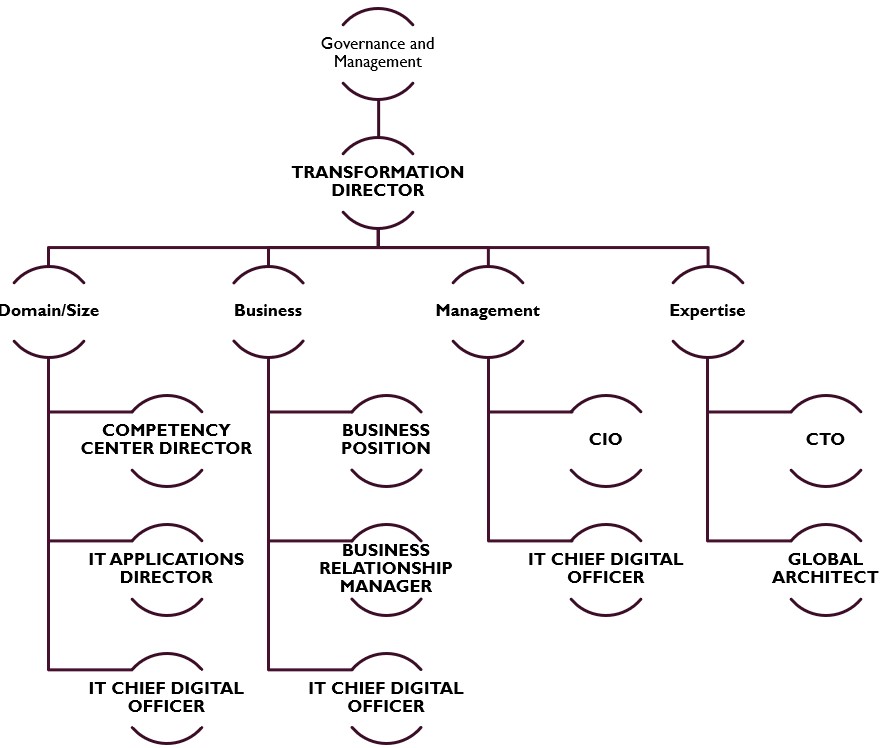 Governance and
Management
TRANSFORMATION
DIRECTOR
Domain/Size
Business
Management
Expertise
COMPETENCY
CENTER DIRECTOR
BUSINESS
POSITION
CIO
CTO
IT APPLICATIONS
DIRECTOR
BUSINESS
RELATIONSHIP
MANAGER
IT CHIEF DIGITAL
OFFICER
GLOBAL
ARCHITECT
IT CHIEF DIGITAL
OFFICER
IT CHIEF DIGITAL
OFFICER